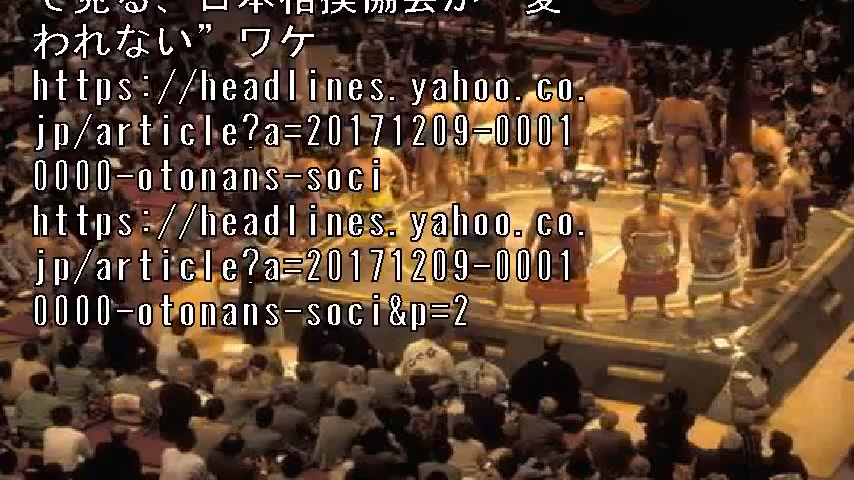 で見る、日本相撲協会が“変
われない”ワケ
https://headlines.yahoo.co.
jp/article?a=20171209-0001
0000-otonans-soci
https://headlines.yahoo.co.
jp/article?a=20171209-0001
0000-otonans-soci&p=2